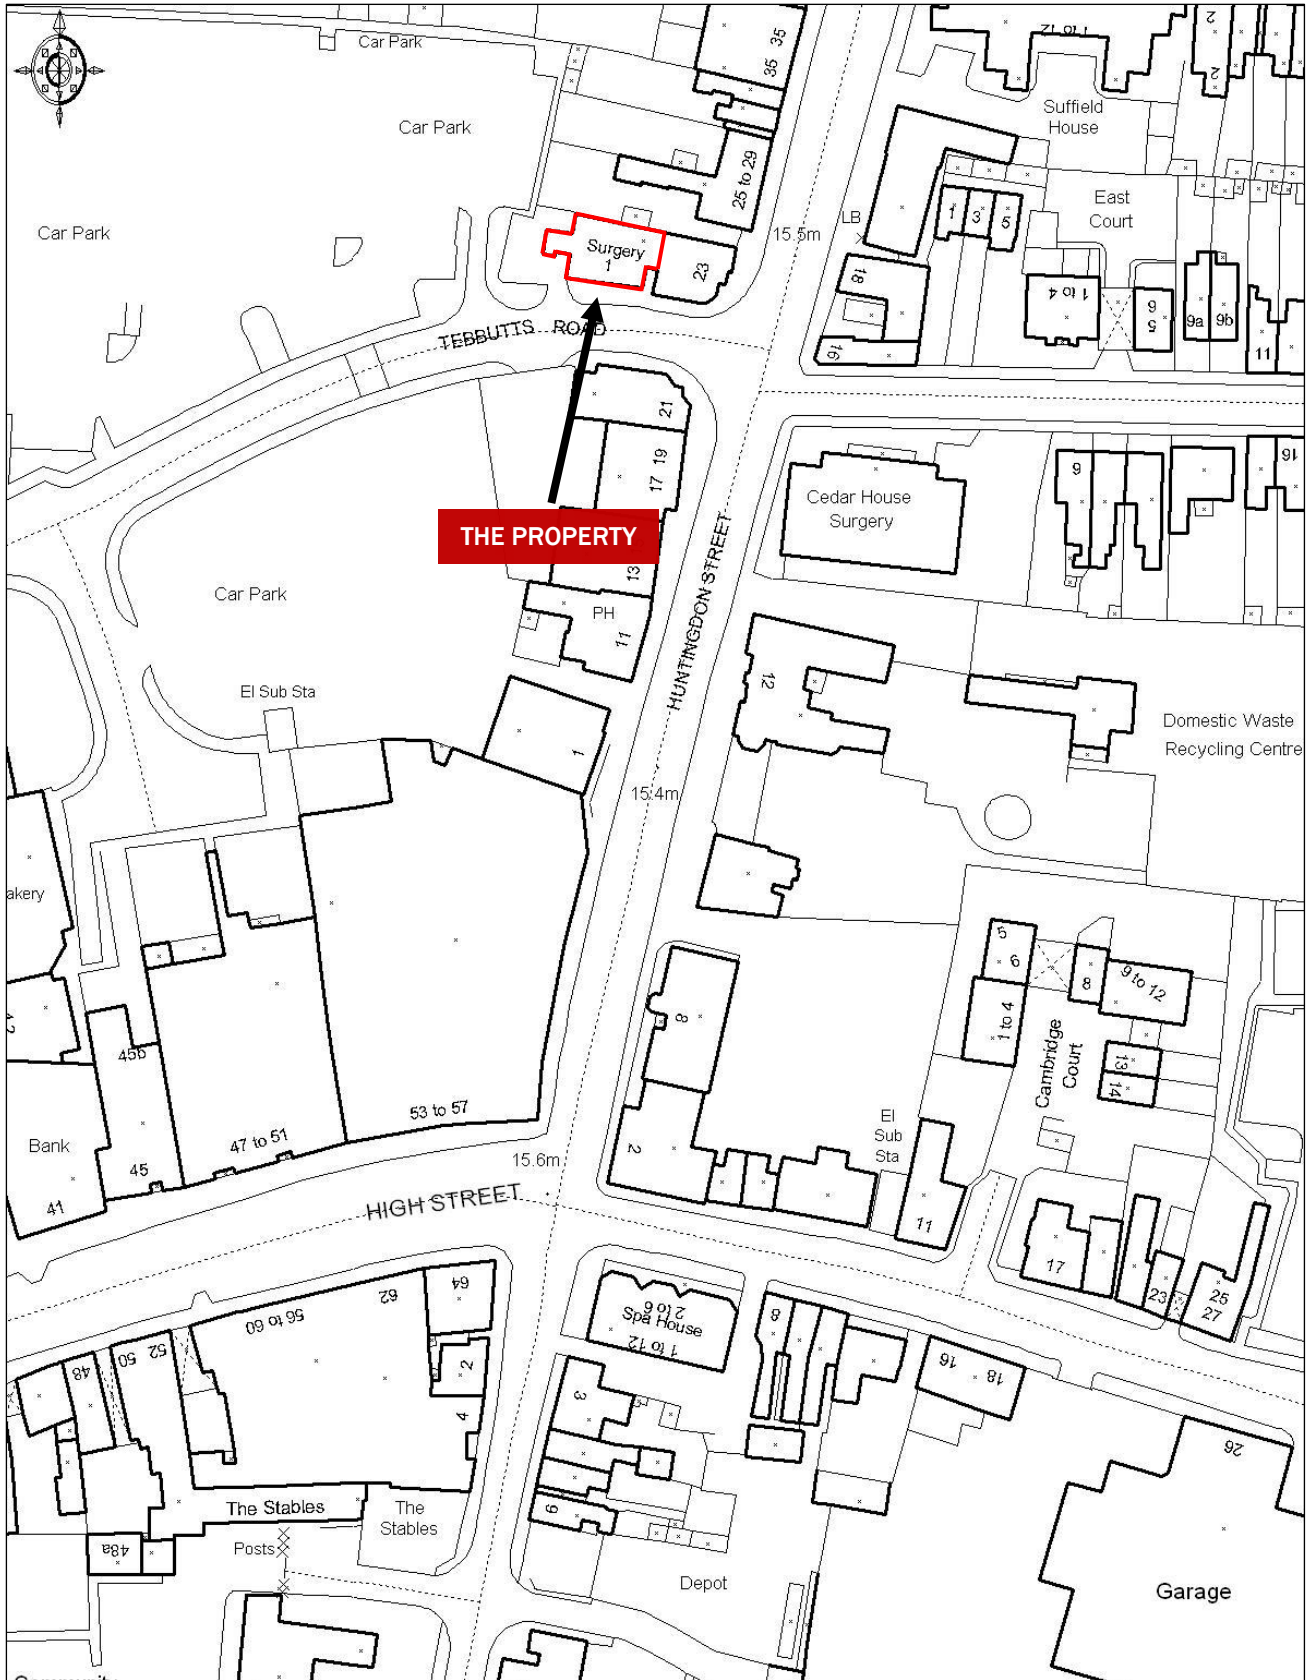 Car Park
35
35
1 to 12
2
2
Suffield
House
Car Park
25 to 29
East
Court
LB
1
3
5
Car Park
15.5m
Surgery
1
23
18
1 to 4
6
5
9a
9b
11
16
TEBBUTTS ROAD
21
19
17
9
16
Cedar House
Surgery
THE PROPERTY
HUNTINGDON STREET
13
Car Park
PH
11
12
El Sub Sta
Domestic Waste
Recycling Centre
1
15.4m
akery
5
6
8
9 to 12
8
1 to 4
Cambridge
Court
13
14
45b
53 to 57
El
Sub
Sta
47 to 51
Bank
45
2
15.6m
41
HIGH STREET
11
17
23
25
27
64
62
56 to 60
2 to 6
Spa House
1 to 12
8
52
50
48
2
16
18
3
4
26
The Stables
The
Stables
9
48a
Posts
Depot
Garage